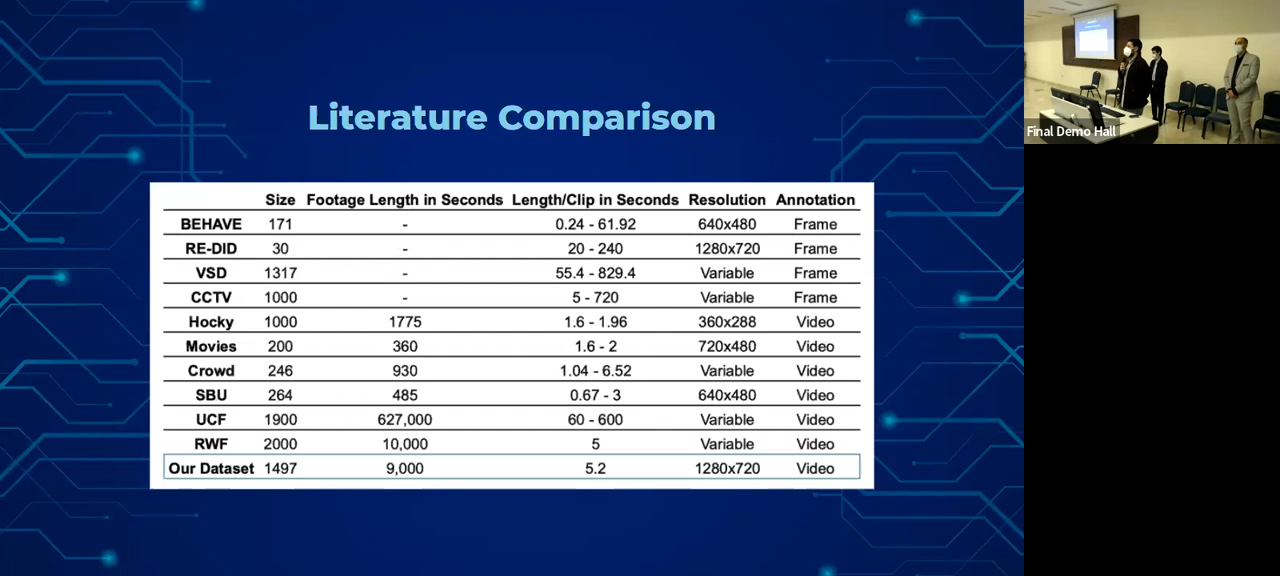 Literature Comparison
Size Footage Length in Seconds Length/Clip in Seconds Resolution Annotation
BEHAVE 171 - 0.24 - 61.92 640x480 Frame
RE-DID 30 - 20 - 240 1280x720 Frame
VSD 1317 - 55.4 - 829.4 Variable Frame
CCTV 1000 - 5 - 720 Variable Frame
Hocky 1000 1775 1.6 - 1.96 360x288 Video
Movies 200 360 1.6 - 2 720x480 Video
Crowd 246 930 1.04 - 6.52 Variable Video
SBU 264 485 0.67 - 3 640x480 Video
UCF 1900 627,000 60 - 600 Variable Video
RWF 2000 10,000 5 Variable Video
Our Dataset 1497 9,000 5.2 1280x720 Video
Final Demo Hall